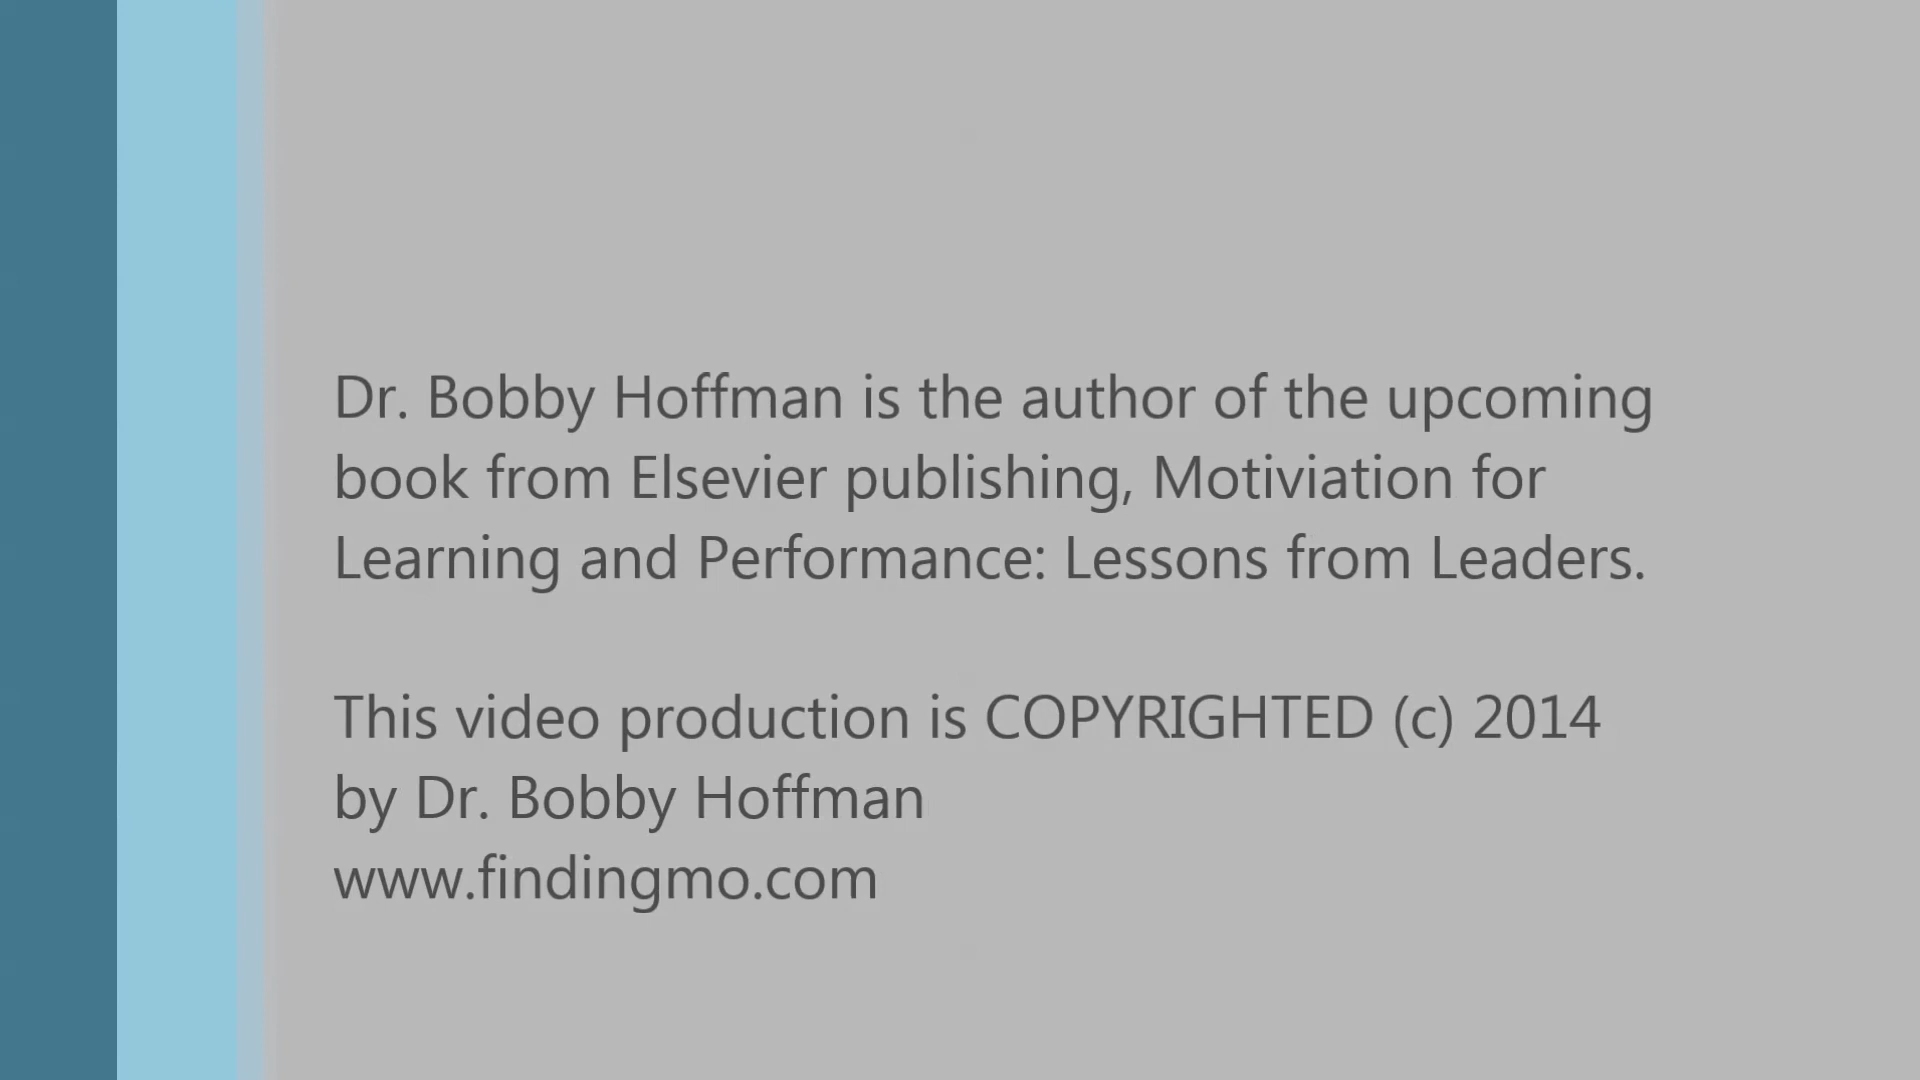 Dr. Bobby Hoffman is the author of the upcoming
book from Elsevier publishing, Motiviation for
Learning and Performance: Lessons from Leaders.
This video production is COPYRIGHTED (c) 2014
by Dr. Bobby Hoffman
www.findingmo.com